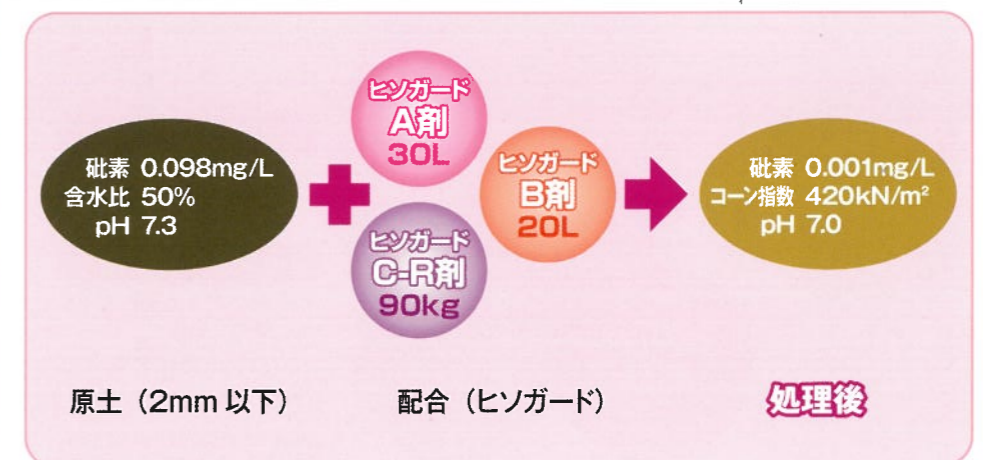 砒素 0.098mg/L
含水比 50%
pH 7.3
ヒソガード
A剤
30L
ヒソガード
B剤
20L
ヒソガード
C-R剤
90kg
砒素 0.001mg/L
コーン指数 420kN/m²
pH 7.0
原土（2mm 以下）
配合（ヒソガード）
処理後